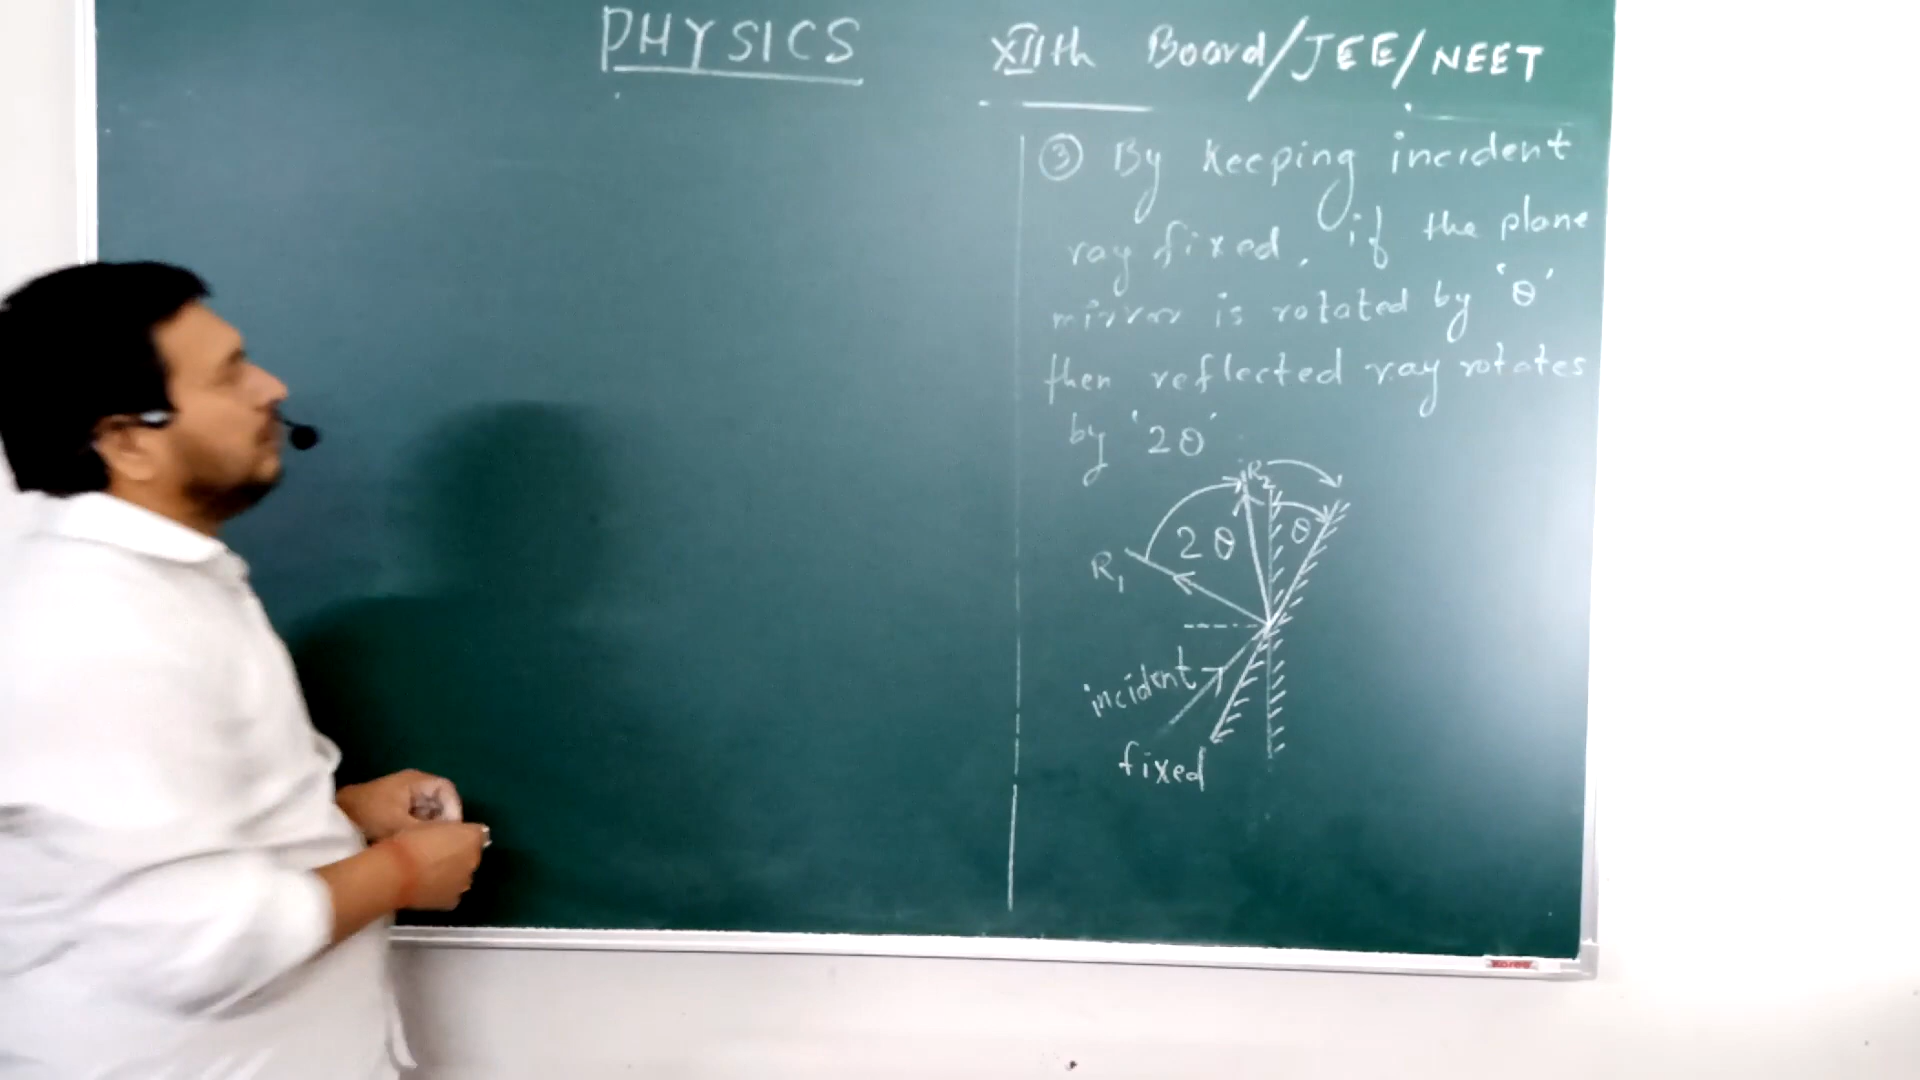 PHYSICS XIIth Board/JEE/NEET
③ By keeping incident
ray fixed, if the plane
mirror is rotated by 'θ'
then reflected ray rotates
by '2θ'
R2
2θ θ
R1
incident
fixed